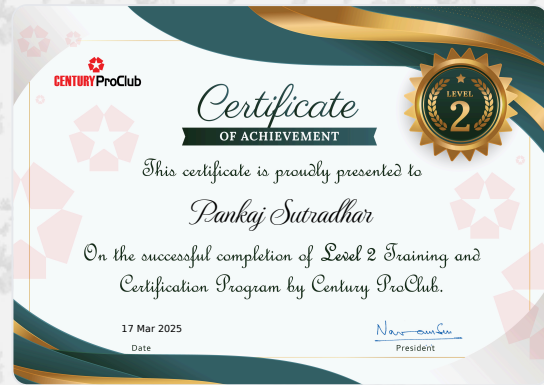 CENTURY ProClub
LEVEL
2
Certificate
OF ACHIEVEMENT
This certificate is proudly presented to
Pankaj Sutradhar
On the successful completion of Level 2 Training and
Certification Program by Century ProClub.
17 Mar 2025
Date
President